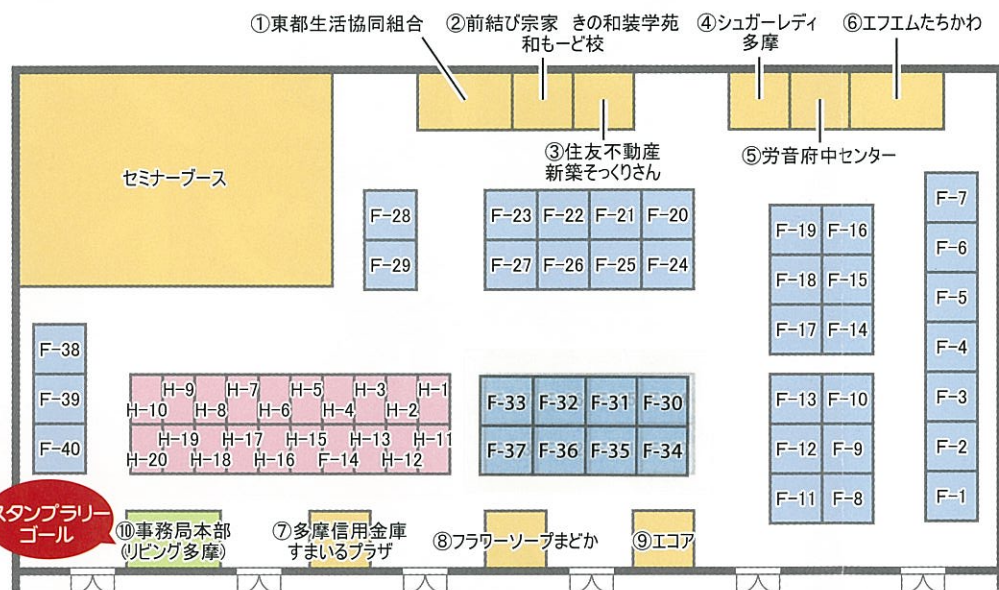 ①東都生活協同組合
②前結び宗家 きの和装学苑
和もーど校
④シュガーレディ
多摩
⑥エフエムたちかわ
③住友不動産
新築そっくりさん
⑤労音府中センター
セミナーブース
F-28
F-29
F-23 F-22 F-21 F-20
F-27 F-26 F-25 F-24
F-19 F-16
F-18 F-15
F-17 F-14
F-7
F-6
F-5
F-4
F-3
F-2
F-1
F-38
F-39
F-40
H-9 H-7 H-5 H-3 H-1
H-10 H-8 H-6 H-4 H-2
H-19 H-17 H-15 H-13 H-11
H-20 H-18 H-16 F-14 H-12
F-33 F-32 F-31 F-30
F-37 F-36 F-35 F-34
F-13 F-10
F-12 F-9
F-11 F-8
スタンプラリー
ゴール
⑩事務局本部
(リビング多摩)
⑦多摩信用金庫
すまいるプラザ
⑧フラワーソープまどか
⑨エコア
入 入 入 入 入 入